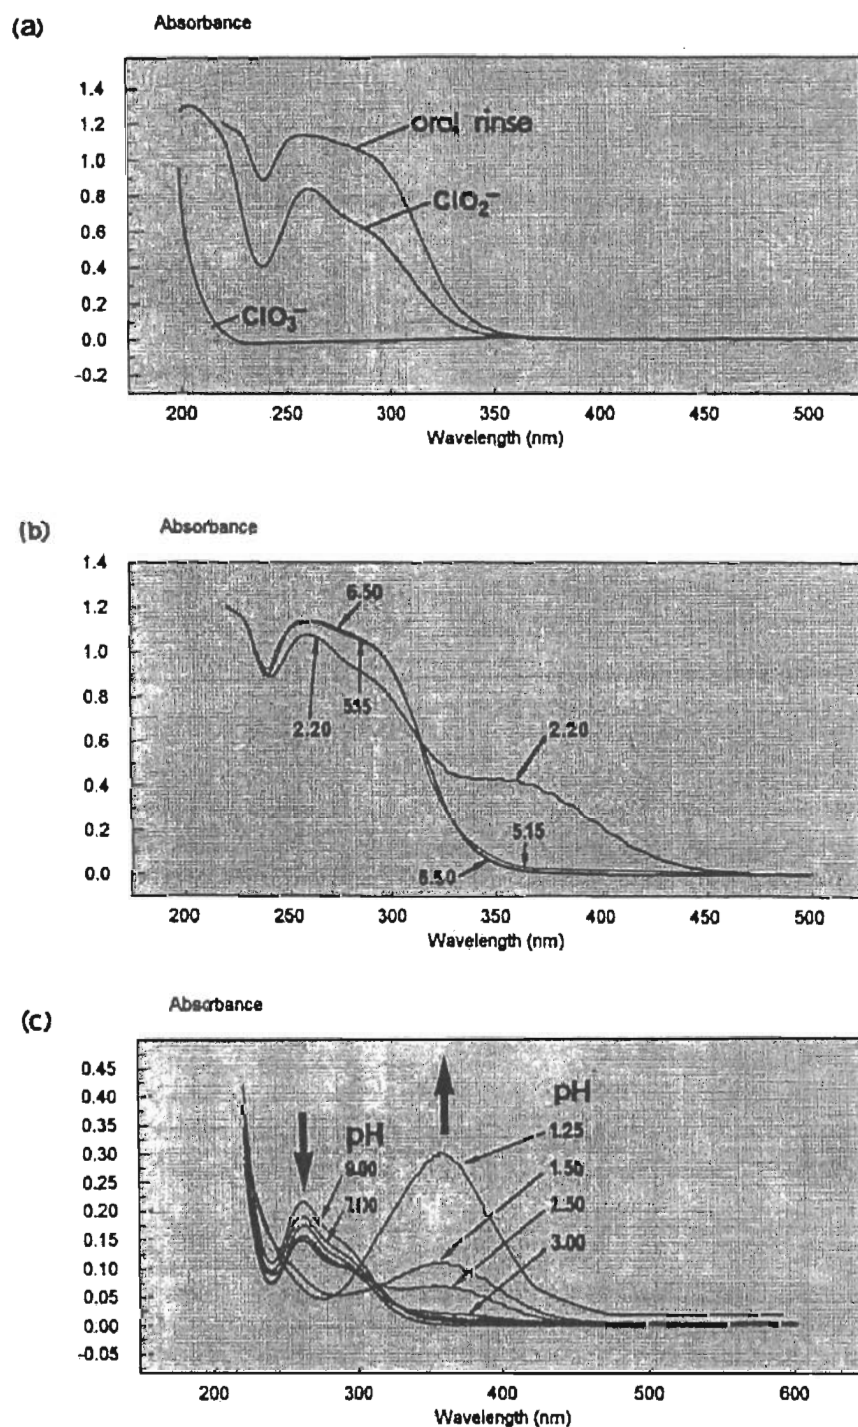 (a)
Absorbance
1.4
1.2
1.0
0.8
0.6
0.4
0.2
0.0
-0.2
oral rinse
ClO₂⁻
ClO₃⁻
200 250 300 350 400 450 500
Wavelength (nm)
(b)
Absorbance
1.4
1.2
1.0
0.8
0.6
0.4
0.2
0.0
6.50
5.15
2.20
2.20
5.15
6.50
200 250 300 350 400 450 500
Wavelength (nm)
(c)
Absorbance
0.45
0.40
0.35
0.30
0.25
0.20
0.15
0.10
0.05
0.00
-0.05
pH
9.00
7.00
pH
1.25
1.50
2.50
3.00
200 300 400 500 600
Wavelength (nm)